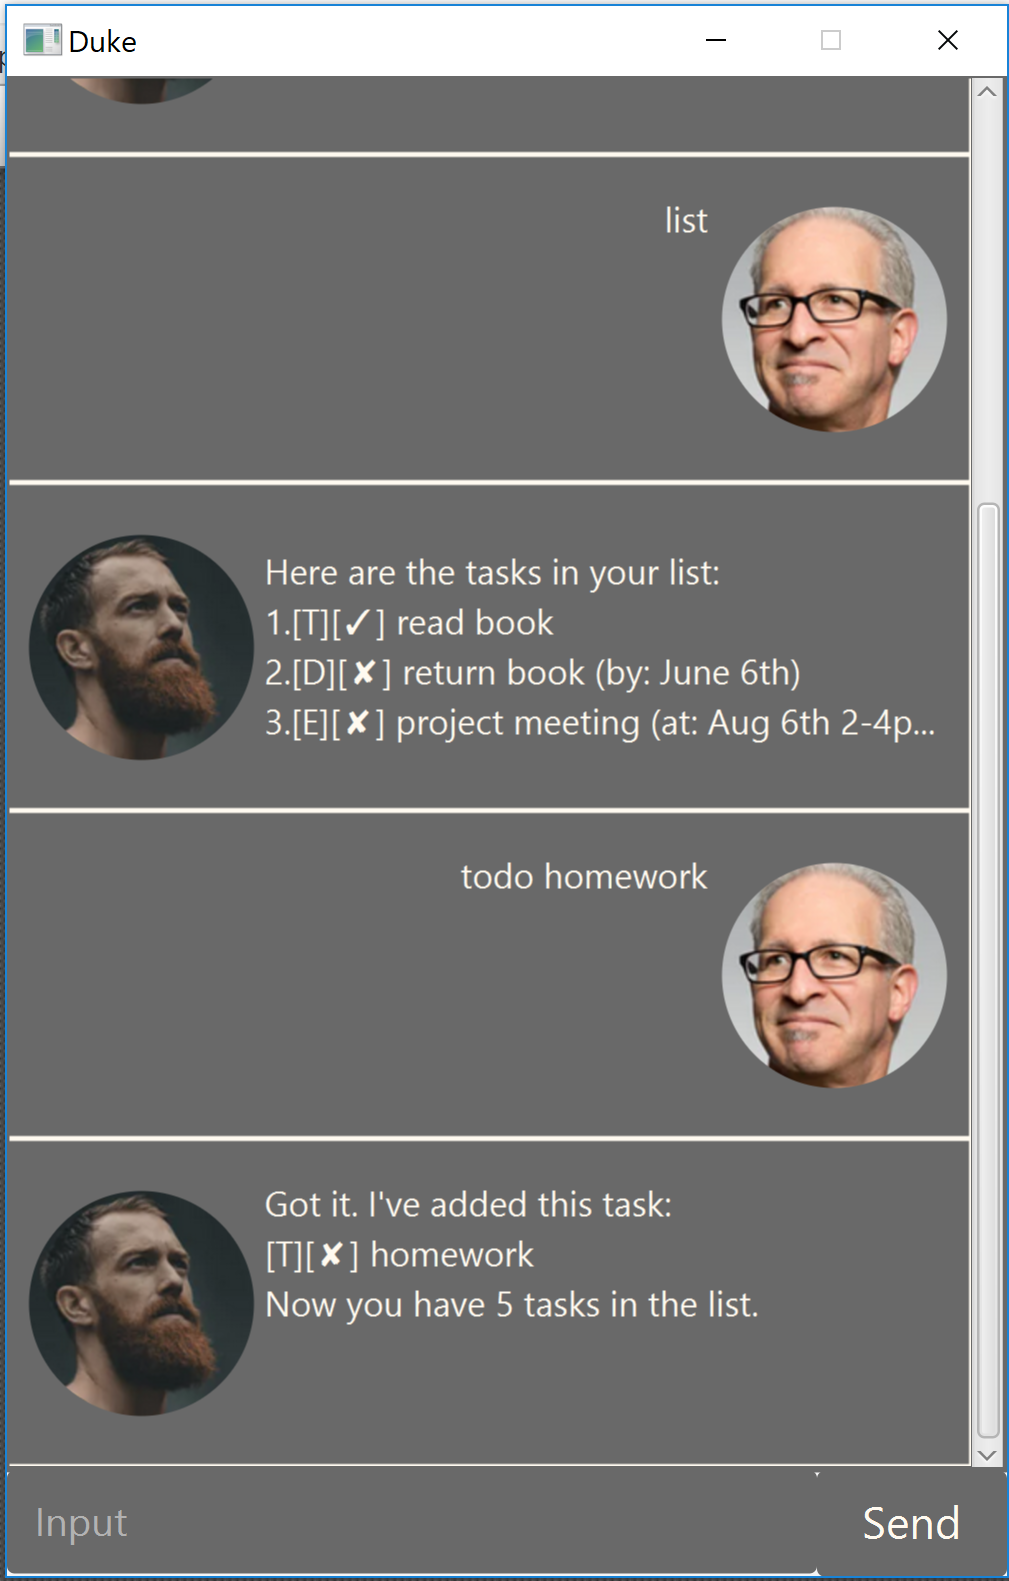 Duke
list
Here are the tasks in your list:
1.[T][✓] read book
2.[D][✘] return book (by: June 6th)
3.[E][✘] project meeting (at: Aug 6th 2-4p...
todo homework
Got it. I've added this task:
[T][✘] homework
Now you have 5 tasks in the list.
Input
Send